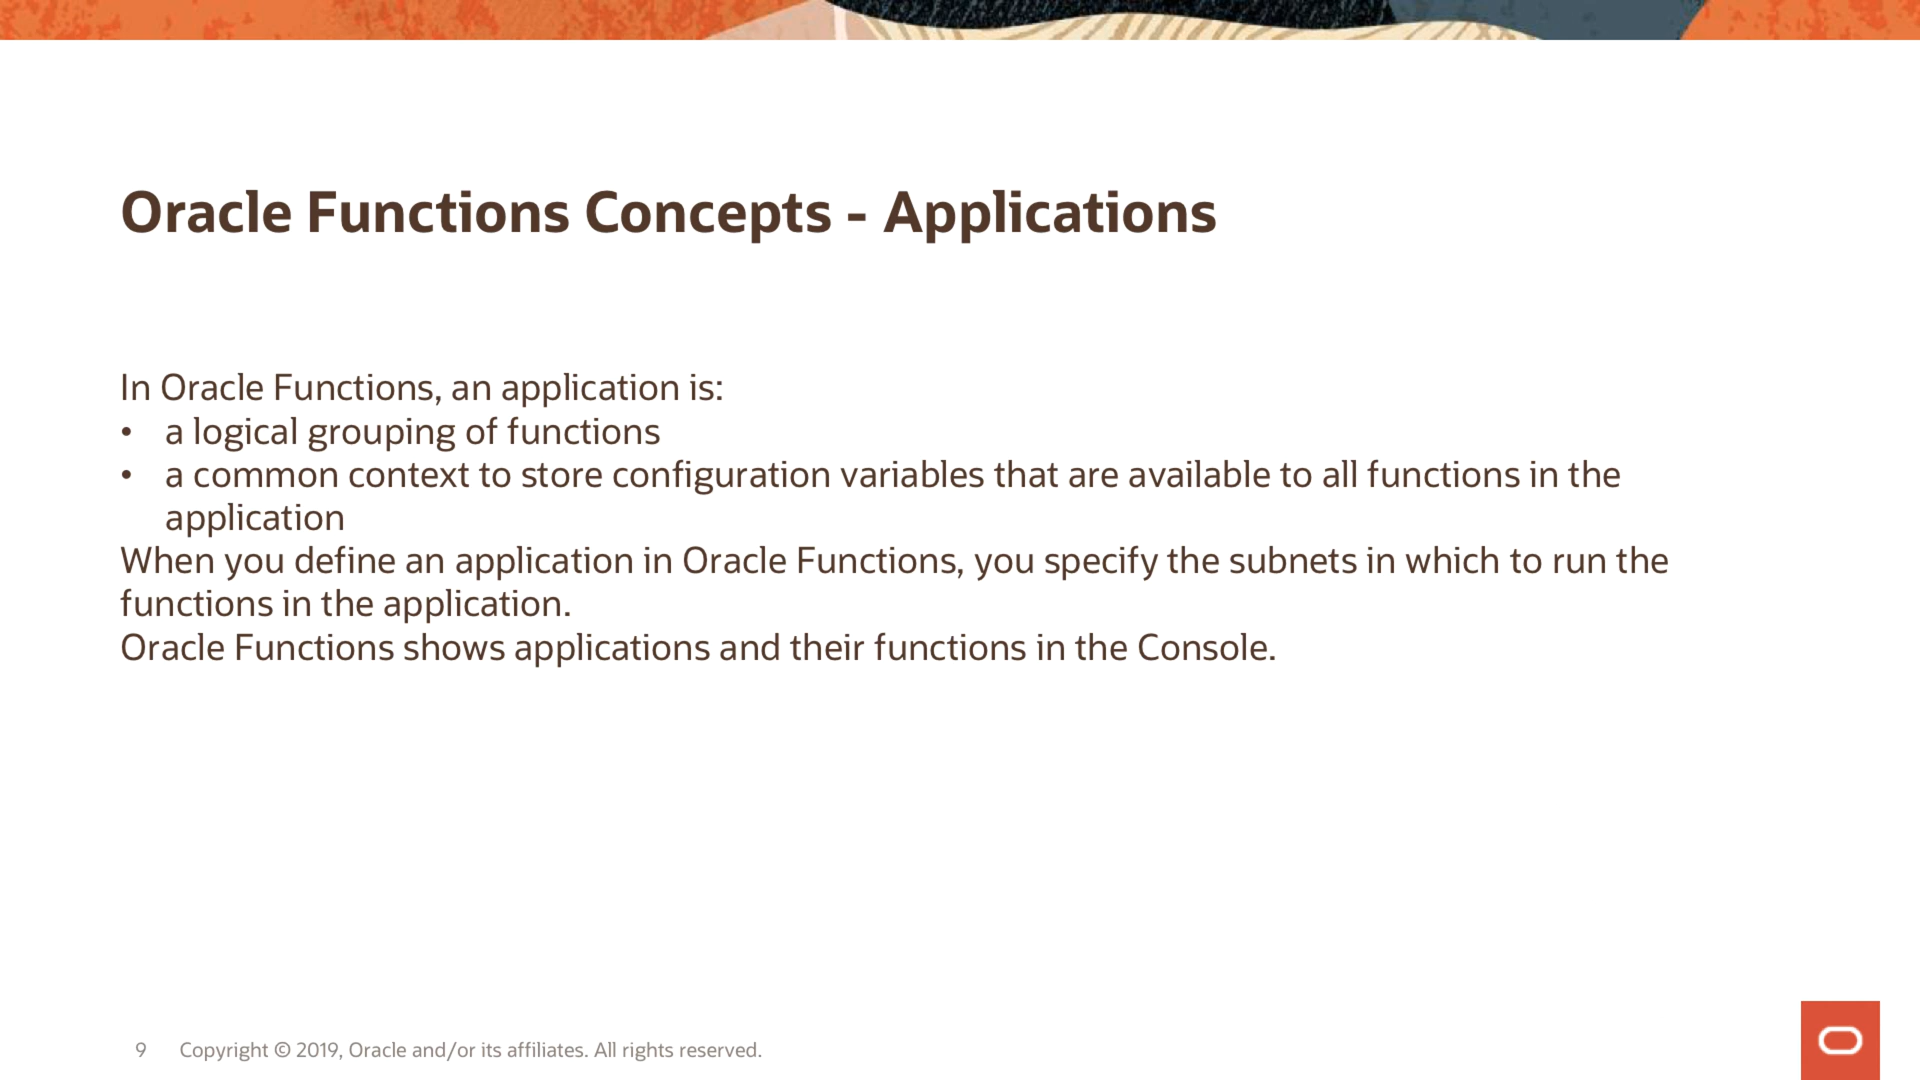 Oracle Functions Concepts - Applications
In Oracle Functions, an application is:
• a logical grouping of functions
• a common context to store configuration variables that are available to all functions in the
application
When you define an application in Oracle Functions, you specify the subnets in which to run the
functions in the application.
Oracle Functions shows applications and their functions in the Console.
9 Copyright © 2019, Oracle and/or its affiliates. All rights reserved.